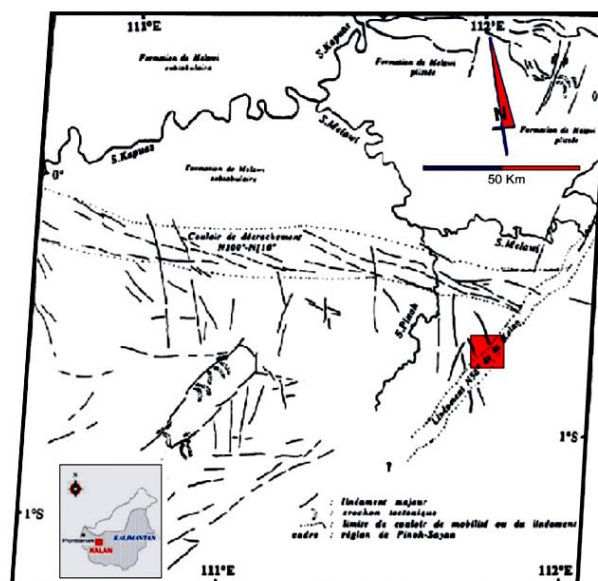 111°E
112°E
Formation de Melawi
subtabulaire
S.Kapuas
Formation de Melawi
plissée
N
Formation de Melawi
plissée
50 Km
S.Kapuas
S.Melawi
0°
Formation de Melawi
subtabulaire
Couloir de décrochement
N100°-N110°
S.Melawi
S.Pinoh
Lineament N50
?
1°S
N
KALIMANTAN
KALAN
: linéament majeur
: crochon tectonique
: limite de couloir de mobilité ou du linéament
cadre : région de Pinoh-Sayan
1°S
111°E
112°E